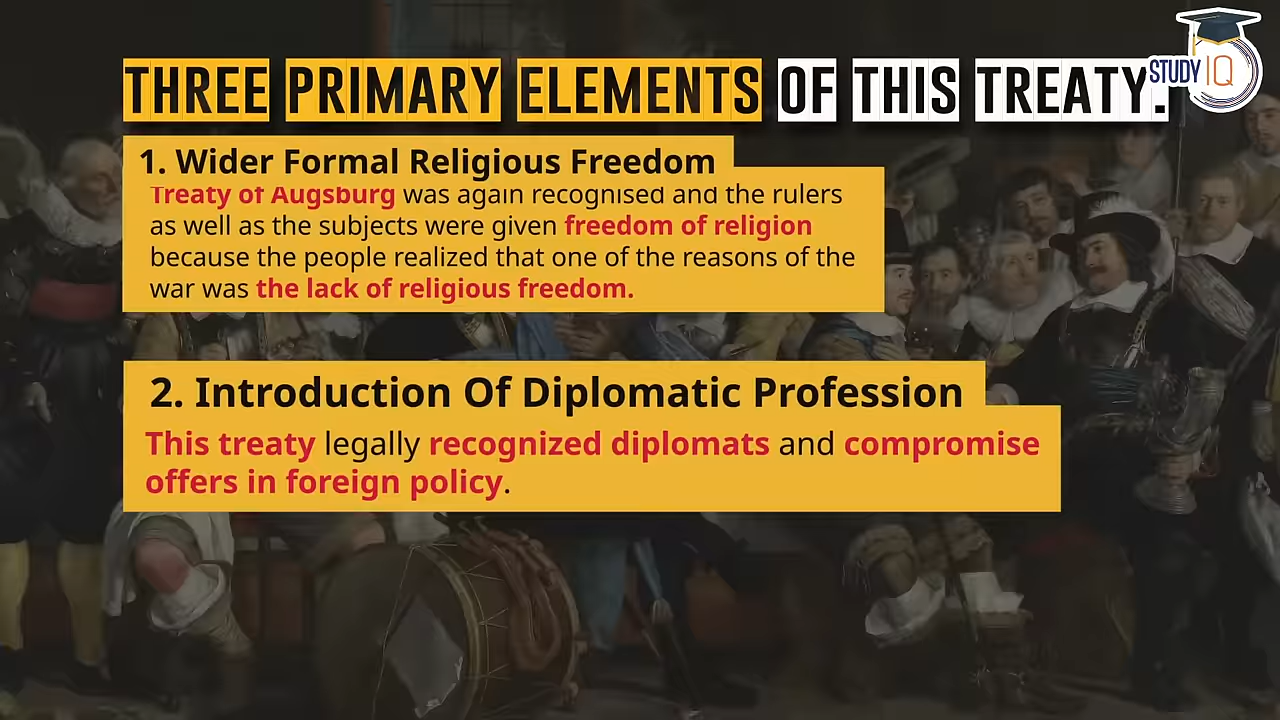 THREE PRIMARY ELEMENTS OF THIS TREATY.
STUDY IQ
1. Wider Formal Religious Freedom
Treaty of Augsburg was again recognised and the rulers
as well as the subjects were given freedom of religion
because the people realized that one of the reasons of the
war was the lack of religious freedom.
2. Introduction Of Diplomatic Profession
This treaty legally recognized diplomats and compromise
offers in foreign policy.